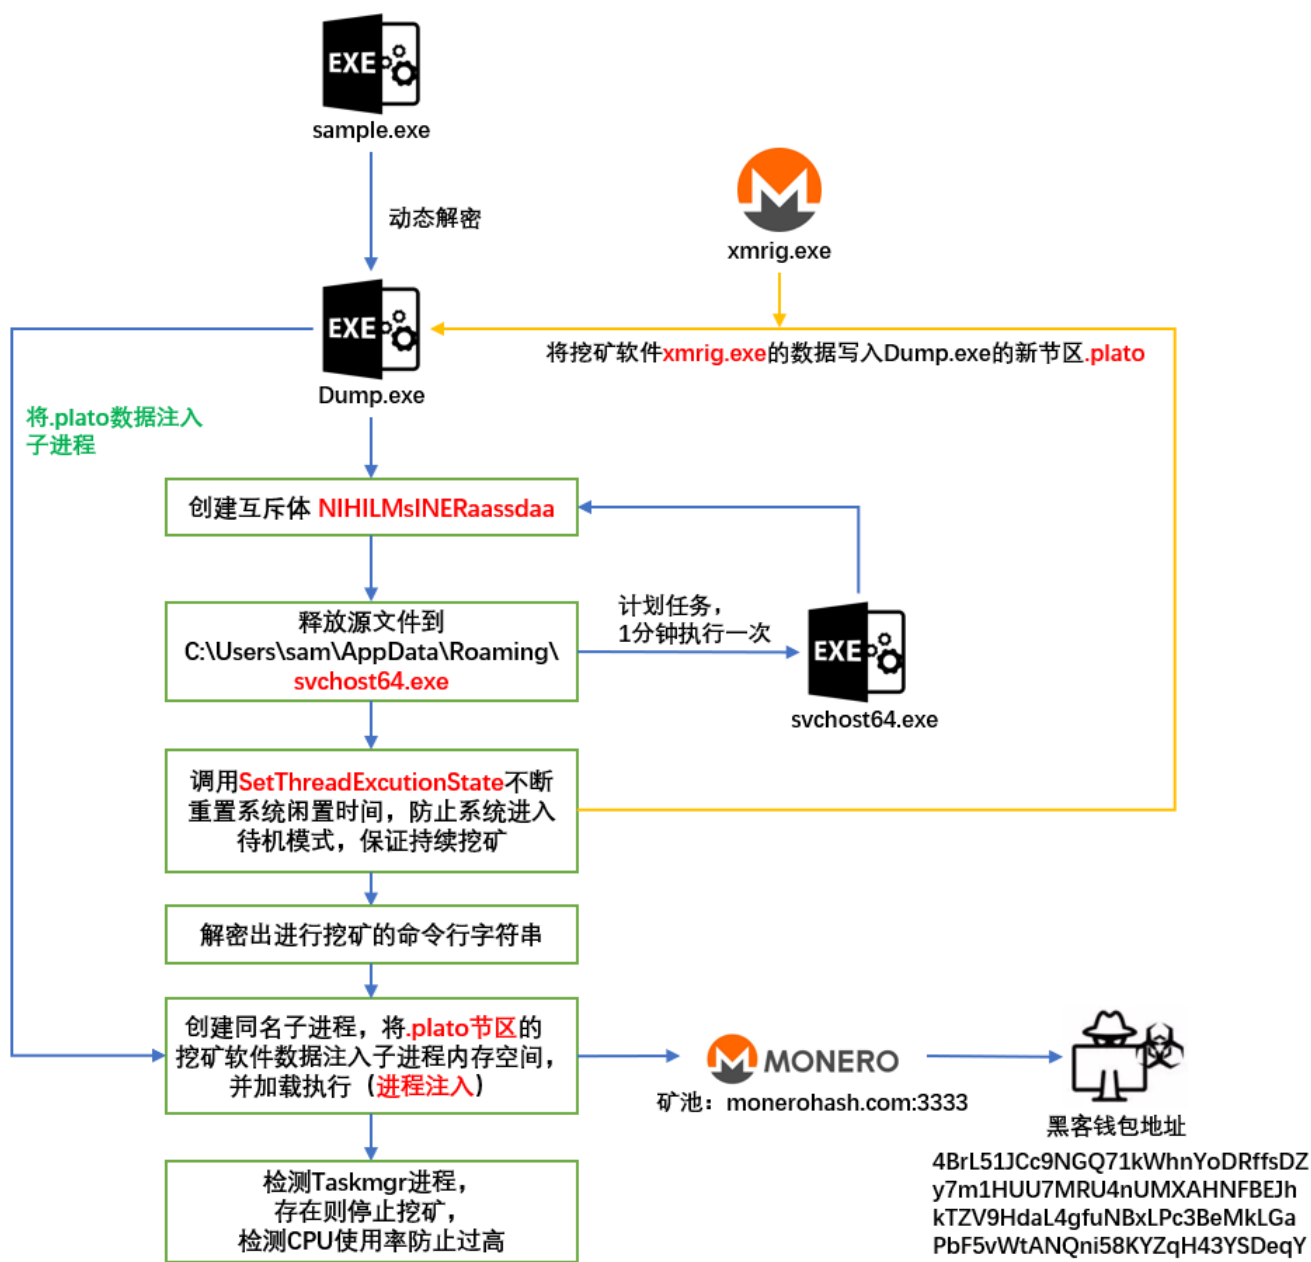 EXE
sample.exe
动态解密
xmrig.exe
EXE
Dump.exe
将挖矿软件xmrig.exe的数据写入Dump.exe的新节区.plato
将.plato数据注入
子进程
创建互斥体 NIHILMsINERaassdaa
释放源文件到
C:\Users\sam\AppData\Roaming\
svchost64.exe
计划任务，
1分钟执行一次
EXE
svchost64.exe
调用SetThreadExcutionState不断
重置系统闲置时间，防止系统进入
待机模式，保证持续挖矿
解密出进行挖矿的命令行字符串
创建同名子进程，将.plato节区的
挖矿软件数据注入子进程内存空间，
并加载执行（进程注入）
MONERO
矿池：monerohash.com:3333
黑客钱包地址
4BrL51JCc9NGQ71kWhnYoDRffsDZ
y7m1HUU7MRU4nUMXAHNFBEJh
kTZV9HdaL4gfuNBxLPc3BeMkLGa
PbF5vWtANQni58KYZqH43YSDeqY
检测Taskmgr进程，
存在则停止挖矿，
检测CPU使用率防止过高